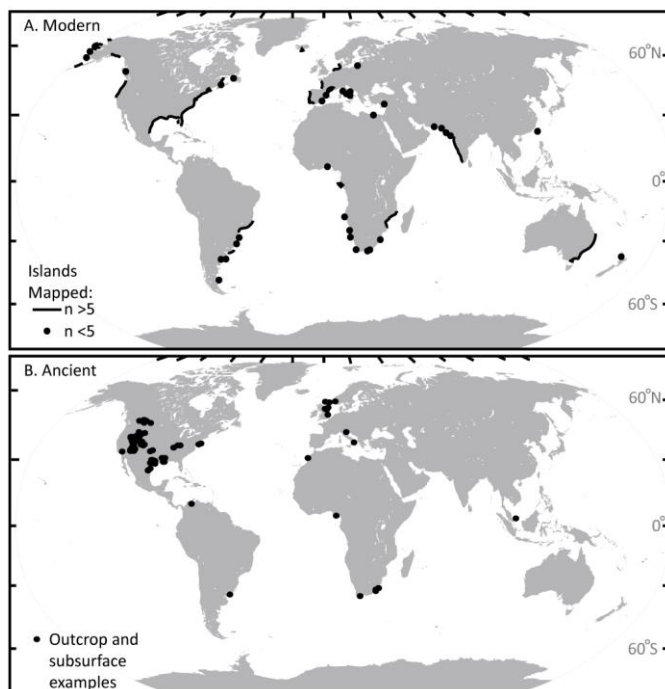 A. Modern
60°N
0°
Islands
Mapped:
n >5
n <5
60°S
B. Ancient
60°N
0°
Outcrop and
subsurface
examples
60°S